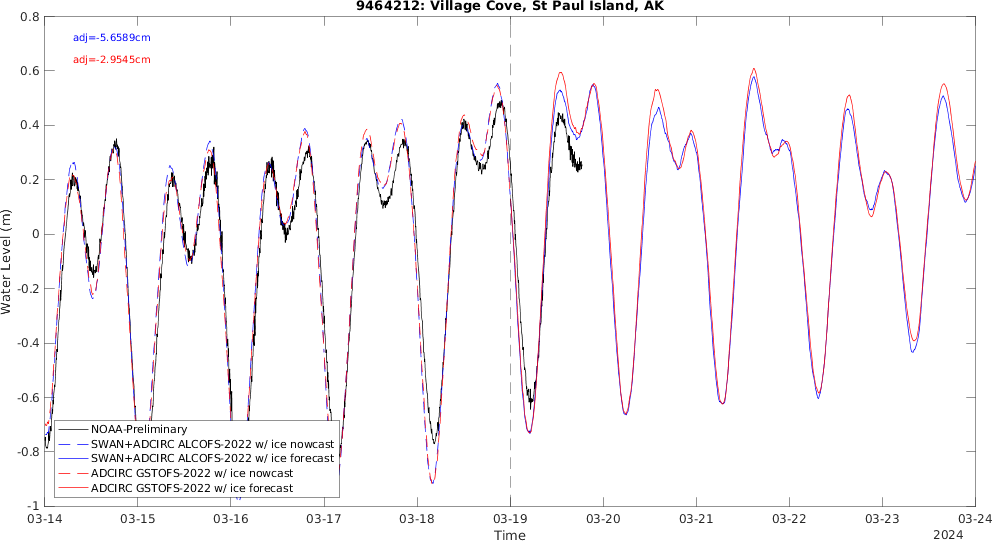 9464212: Village Cove, St Paul Island, AK
adj=-5.6589cm
adj=-2.9545cm
Water Level (m)
0.8
0.6
0.4
0.2
0
-0.2
-0.4
-0.6
-0.8
-1
NOAA-Preliminary
SWAN+ADCIRC ALCOFS-2022 w/ ice nowcast
SWAN+ADCIRC ALCOFS-2022 w/ ice forecast
ADCIRC GSTOFS-2022 w/ ice nowcast
ADCIRC GSTOFS-2022 w/ ice forecast
03-14 03-15 03-16 03-17 03-18 03-19 03-20 03-21 03-22 03-23 03-24
Time
2024